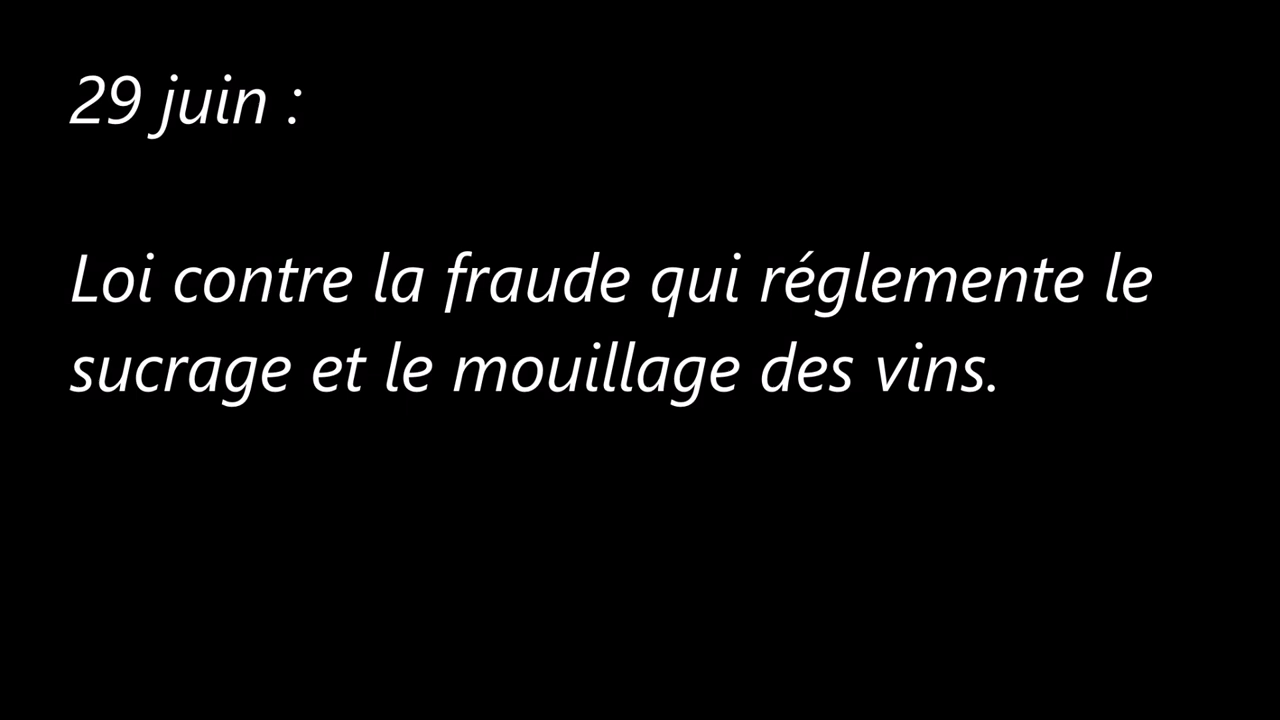 29 juin :
Loi contre la fraude qui réglemente le
sucrage et le mouillage des vins.